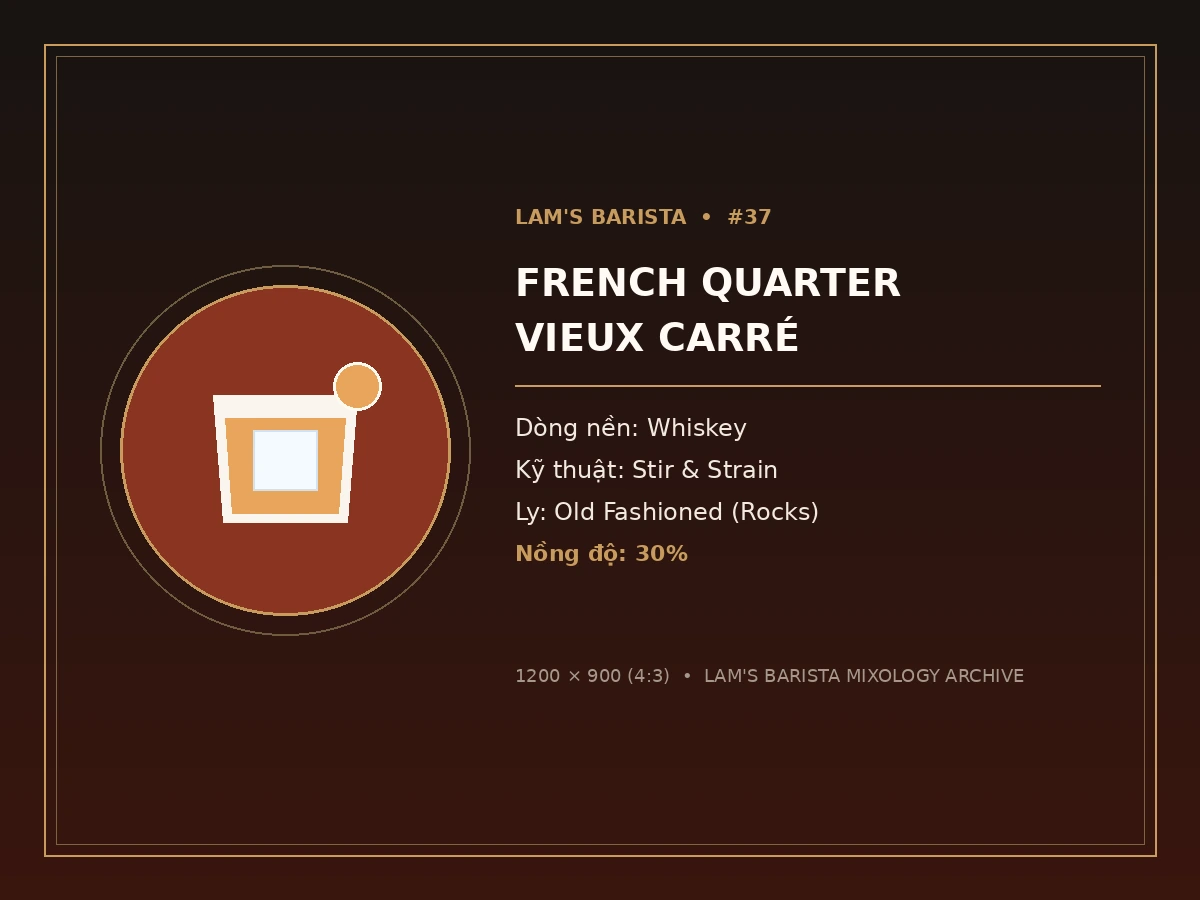 LAM'S BARISTA • #37
FRENCH QUARTER
VIEUX CARRÉ
Dòng nền: Whiskey
Kỹ thuật: Stir & Strain
Ly: Old Fashioned (Rocks)
Nồng độ: 30%
1200 × 900 (4:3) • LAM'S BARISTA MIXOLOGY ARCHIVE